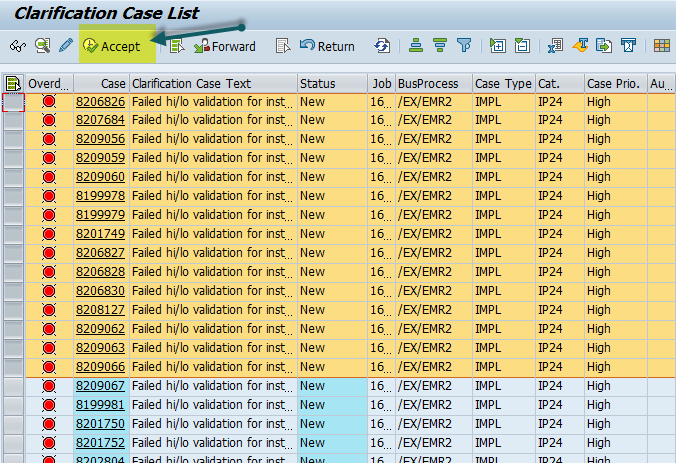 Clarification Case List
Accept Forward Return
Overd... Case Clarification Case Text Status Job BusProcess Case Type Cat. Case Prio. Au...
8206826 Failed hi/lo validation for inst... New 16... /EX/EMR2 IMPL IP24 High
8207684 Failed hi/lo validation for inst... New 16... /EX/EMR2 IMPL IP24 High
8209056 Failed hi/lo validation for inst... New 16... /EX/EMR2 IMPL IP24 High
8209059 Failed hi/lo validation for inst... New 16... /EX/EMR2 IMPL IP24 High
8209060 Failed hi/lo validation for inst... New 16... /EX/EMR2 IMPL IP24 High
8199978 Failed hi/lo validation for inst... New 16... /EX/EMR2 IMPL IP24 High
8199979 Failed hi/lo validation for inst... New 16... /EX/EMR2 IMPL IP24 High
8201749 Failed hi/lo validation for inst... New 16... /EX/EMR2 IMPL IP24 High
8206827 Failed hi/lo validation for inst... New 16... /EX/EMR2 IMPL IP24 High
8206828 Failed hi/lo validation for inst... New 16... /EX/EMR2 IMPL IP24 High
8206830 Failed hi/lo validation for inst... New 16... /EX/EMR2 IMPL IP24 High
8208127 Failed hi/lo validation for inst... New 16... /EX/EMR2 IMPL IP24 High
8209062 Failed hi/lo validation for inst... New 16... /EX/EMR2 IMPL IP24 High
8209063 Failed hi/lo validation for inst... New 16... /EX/EMR2 IMPL IP24 High
8209066 Failed hi/lo validation for inst... New 16... /EX/EMR2 IMPL IP24 High
8209067 Failed hi/lo validation for inst... New 16... /EX/EMR2 IMPL IP24 High
8199981 Failed hi/lo validation for inst... New 16... /EX/EMR2 IMPL IP24 High
8201750 Failed hi/lo validation for inst... New 16... /EX/EMR2 IMPL IP24 High
8201752 Failed hi/lo validation for inst... New 16... /EX/EMR2 IMPL IP24 High
8202804 Failed hi/lo validation for inst... New 16... /EX/EMR2 IMPL IP24 High